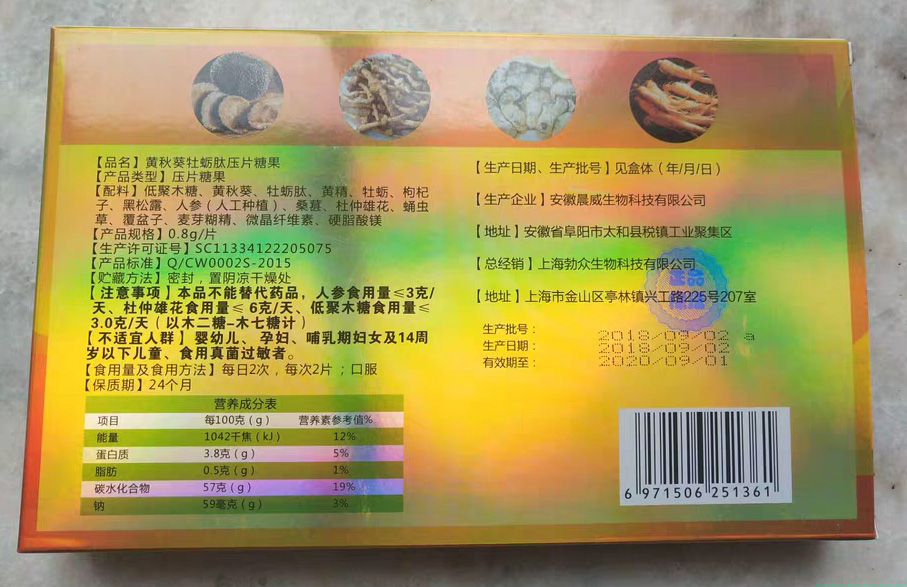 【品名】黄秋葵牡蛎肽压片糖果
【产品类型】压片糖果
【配料】低聚木糖、黄秋葵、牡蛎肽、黄精、牡蛎、枸杞
子、黑松露、人参（人工种植）、桑葚、杜仲雄花、蛹虫
草、覆盆子、麦芽糊精、微晶纤维素、硬脂酸镁
【产品规格】0.8g/片
【生产许可证号】SC11334122205075
【产品标准】Q/CW0002S-2015
【贮藏方法】密封，置阴凉干燥处
【注意事项】本品不能替代药品，人参食用量≤3克/
天、杜仲雄花食用量≤6克/天、低聚木糖食用量≤
3.0克/天（以木二糖-木七糖计）
【不适宜人群】婴幼儿、孕妇、哺乳期妇女及14周
岁以下儿童、食用真菌过敏者。
【食用量及食用方法】每日2次，每次2片；口服
【保质期】24个月
营养成分表
项目 每100克（g） 营养素参考值%
能量 1042千焦（kJ） 12%
蛋白质 3.8克（g） 5%
脂肪 0.5克（g） 1%
碳水化合物 57克（g） 19%
钠 59毫克（g） 3%
【生产日期、生产批号】见盒体（年/月/日）
【生产企业】安徽晨威生物科技有限公司
【地址】安徽省阜阳市太和县税镇工业聚集区
【总经销】上海勃众生物科技有限公司
【地址】上海市金山区亭林镇兴工路225号207室
生产批号： 2018/09/02 a
生产日期： 2018/09/02
有效期至： 2020/09/01
6 971506 251361